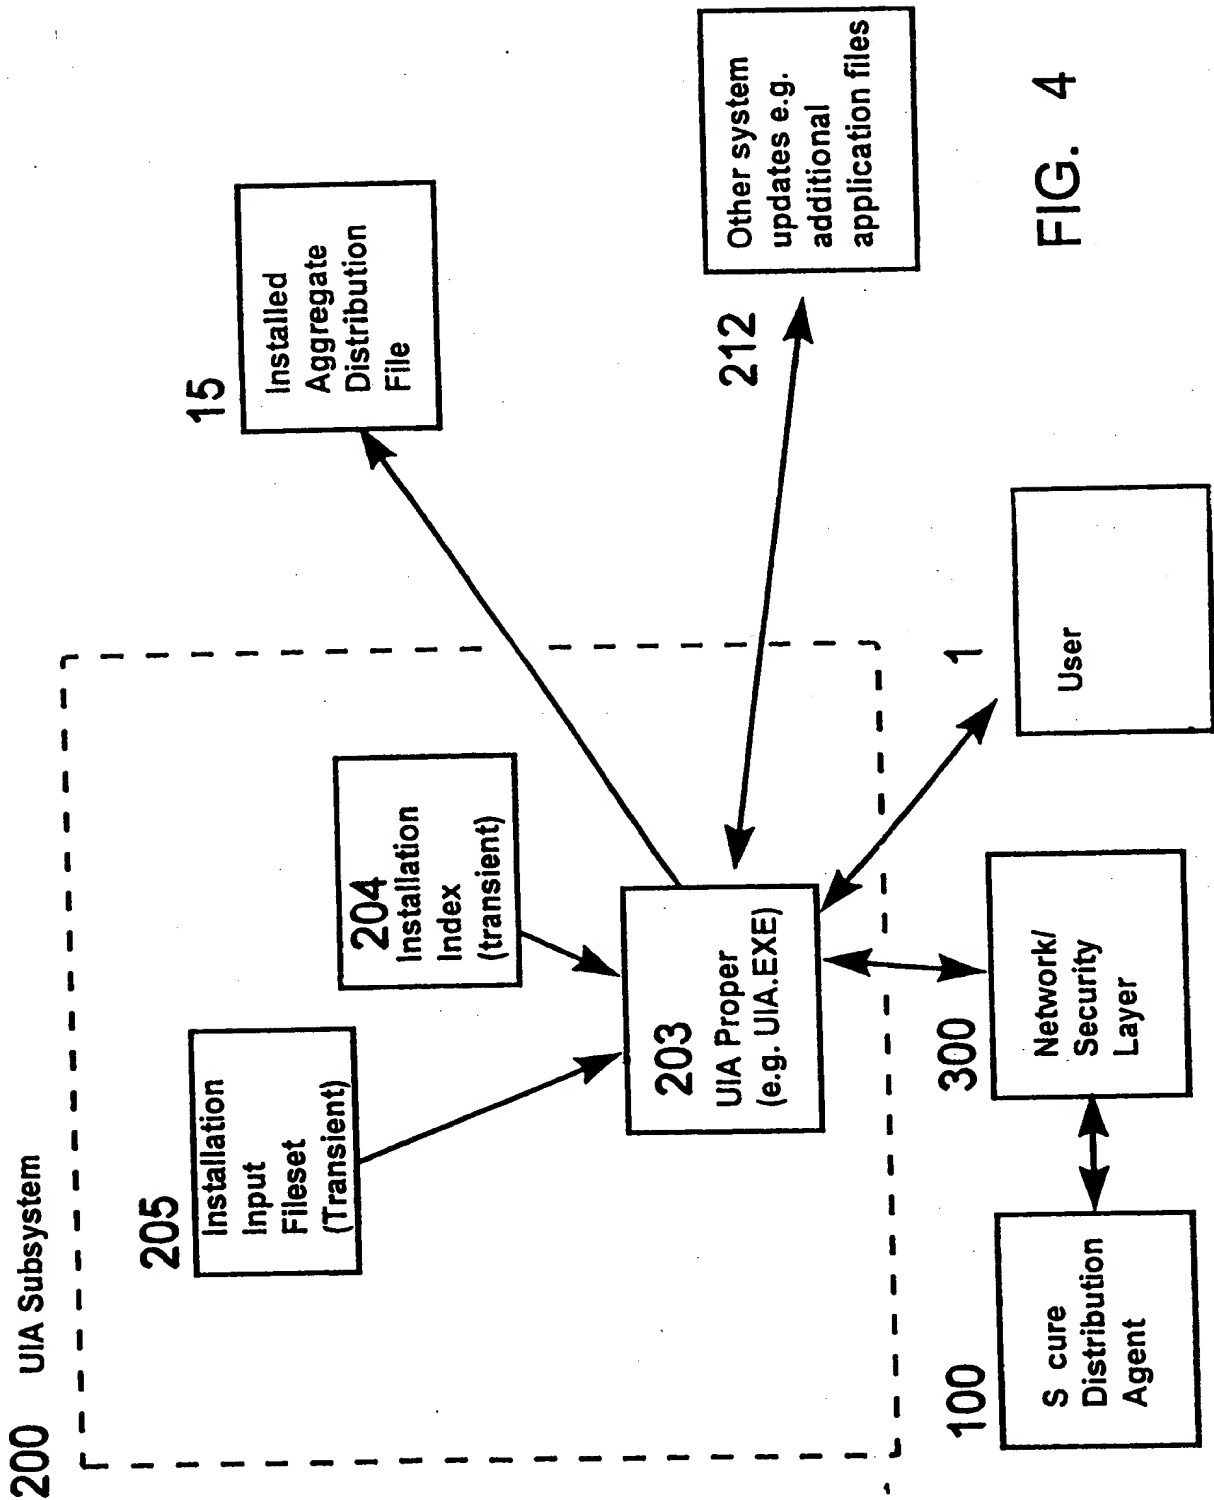 200 UIA Subsystem
205
Installation
Input
Fileset
(Transient)
204
Installation
Index
(transient)
15
Installed
Aggregate
Distribution
File
203
UIA Proper
(e.g. UIA.EXE)
212
Other system
updates e.g.
additional
application files
100
S cure
Distribution
Agent
300
Network/
Security
Layer
1
User
FIG. 4